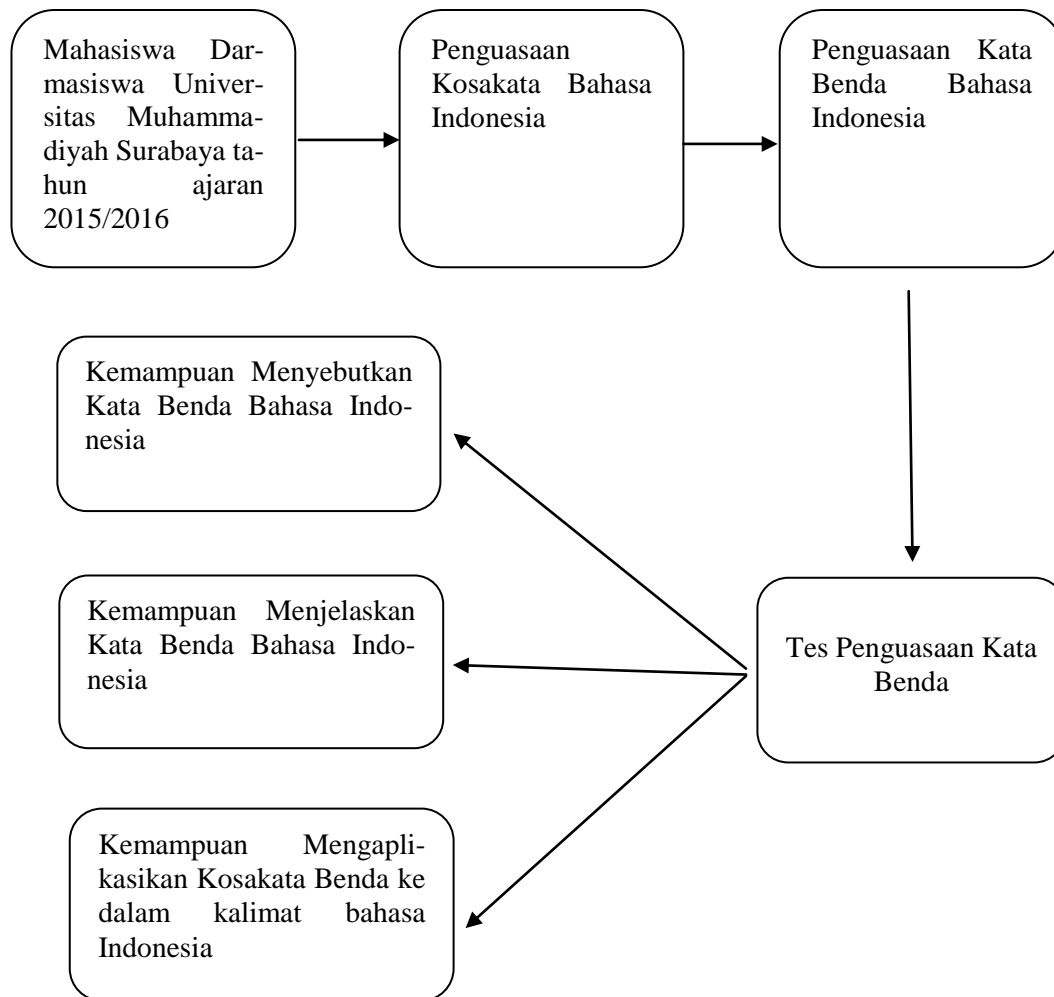 Mahasiswa Dar-
masiswa Univer-
sitas Muhamma-
diyah Surabaya ta-
hun ajaran
2015/2016
Penguasaan
Kosakata Bahasa
Indonesia
Penguasaan Kata
Benda Bahasa
Indonesia
Kemampuan Menyebutkan
Kata Benda Bahasa Indo-
nesia
Kemampuan Menjelaskan
Kata Benda Bahasa Indo-
nesia
Tes Penguasaan Kata
Benda
Kemampuan Mengapli-
kasikan Kosakata Benda ke
dalam kalimat bahasa
Indonesia